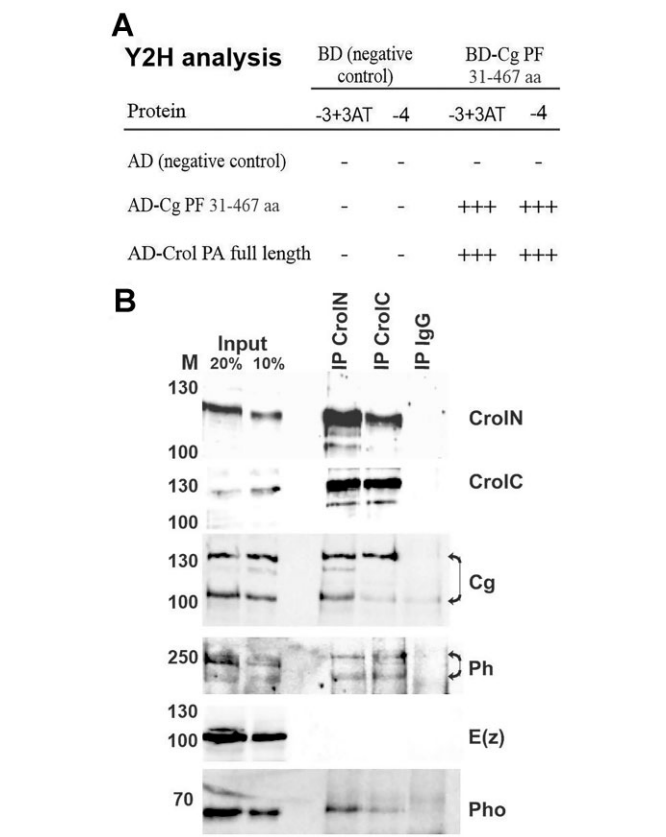 A
Y2H analysis
BD (negative control)
BD-Cg PF 31-467 aa
Protein -3+3AT -4 -3+3AT -4
AD (negative control) - - - -
AD-Cg PF 31-467 aa - - +++ +++
AD-Crol PA full length - - +++ +++
B
Input
M 20% 10% IP CrolN IP CrolC IP IgG
130
CrolN
100
130 CrolC
100
130
Cg
100
250
Ph
130
100 E(z)
70
Pho